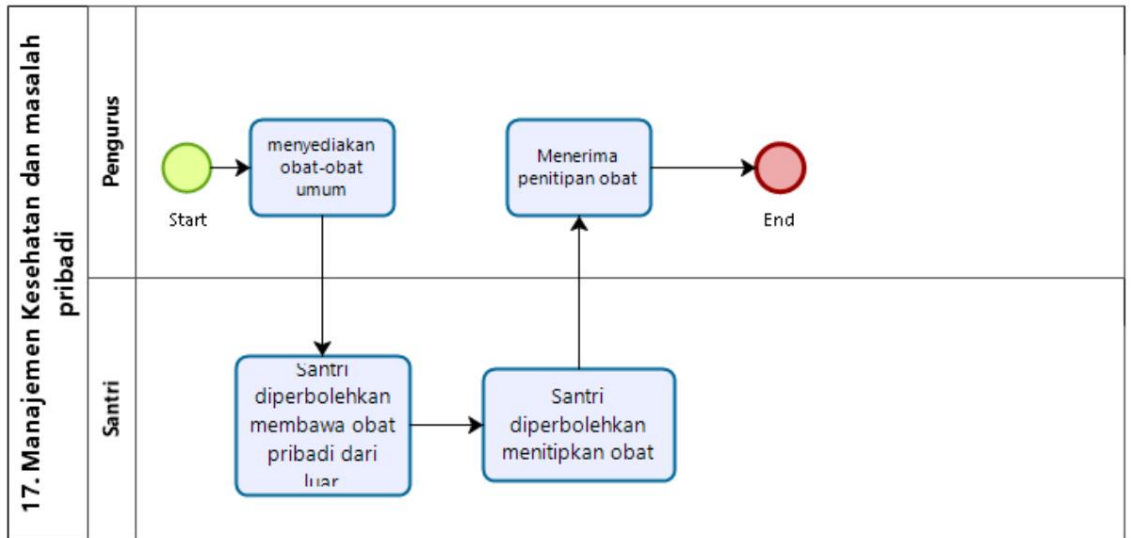 17. Manajemen Kesehatan dan masalah
pribadi
Pengurus
Start
menyediakan
obat-obat
umum
Menerima
penitipan obat
End
Santri
Santri
diperbolehkan
membawa obat
pribadi dari
luar
Santri
diperbolehkan
menitipkan obat